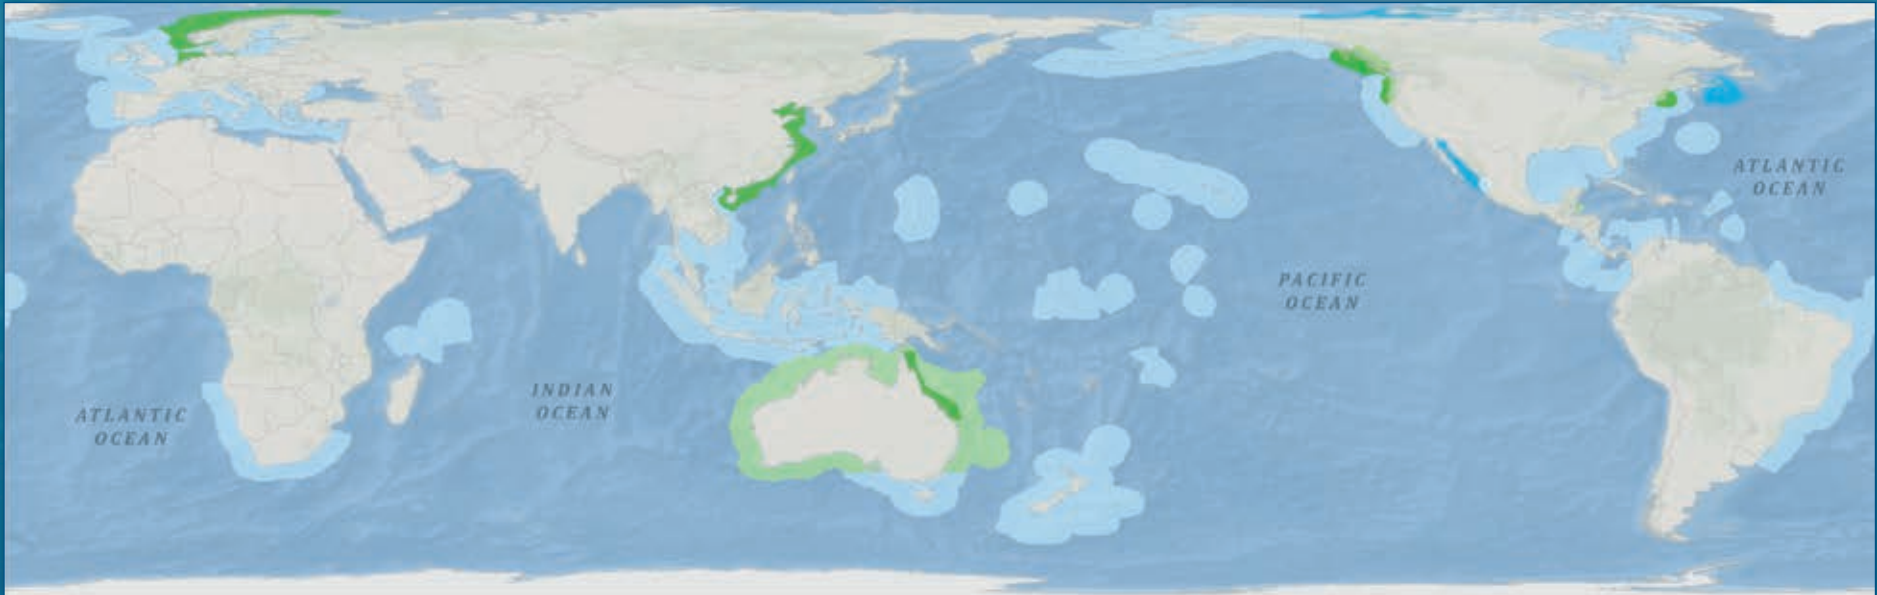 ATLANTIC
OCEAN
PACIFIC
OCEAN
INDIAN
OCEAN
ATLANTIC
OCEAN